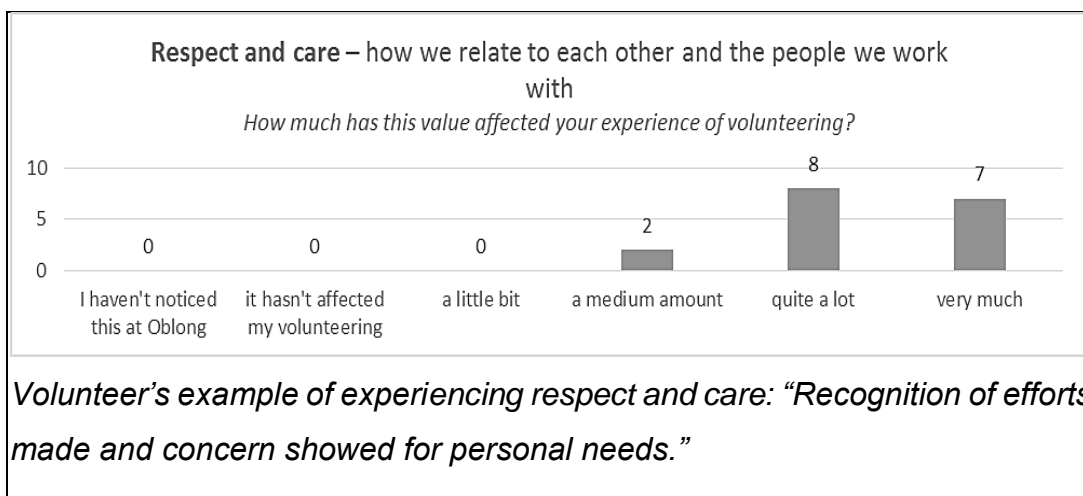 Respect and care – how we relate to each other and the people we work
with
How much has this value affected your experience of volunteering?
10
5
0
0
0
0
2
8
7
I haven't noticed
this at Oblong
it hasn't affected
my volunteering
a little bit
a medium amount
quite a lot
very much
Volunteer’s example of experiencing respect and care: “Recognition of efforts
made and concern showed for personal needs.”